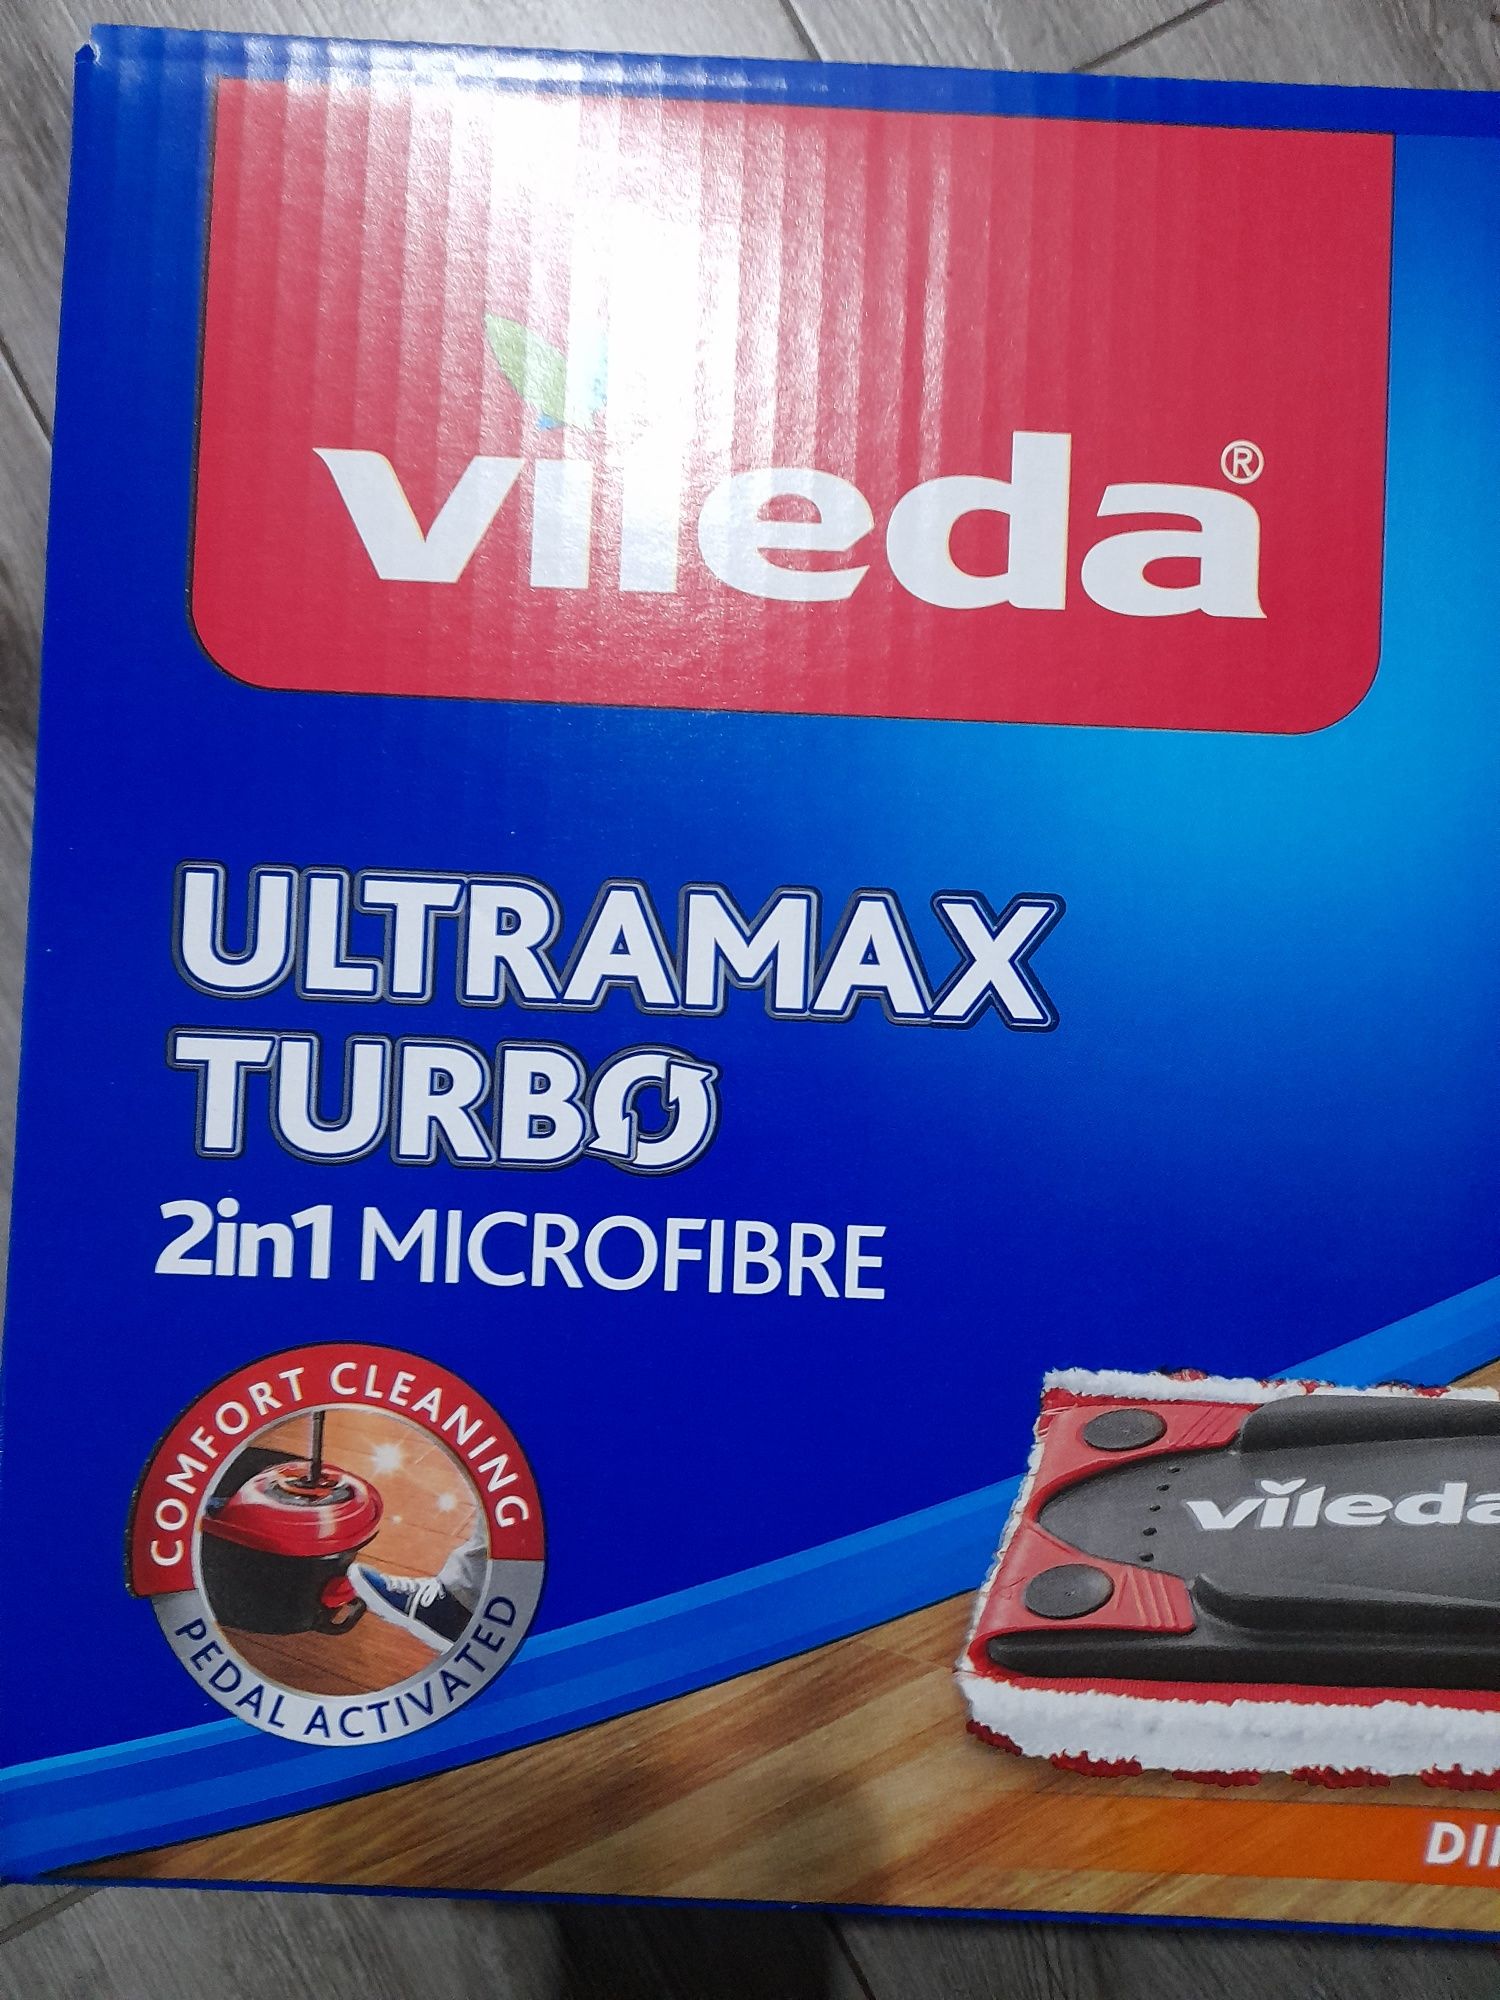 vileda®
ULTRAMAX
TURBO
2in1 MICROFIBRE
COMFORT CLEANING
PEDAL ACTIVATED
vileda